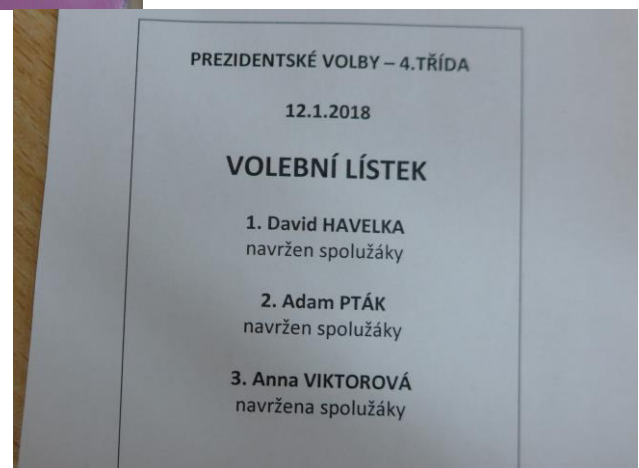 PREZIDENTSKÉ VOLBY – 4.TŘÍDA
12.1.2018
VOLEBNÍ LÍSTEK
1. David HAVELKA
navržen spolužáky
2. Adam PTÁK
navržen spolužáky
3. Anna VIKTOROVÁ
navržena spolužáky